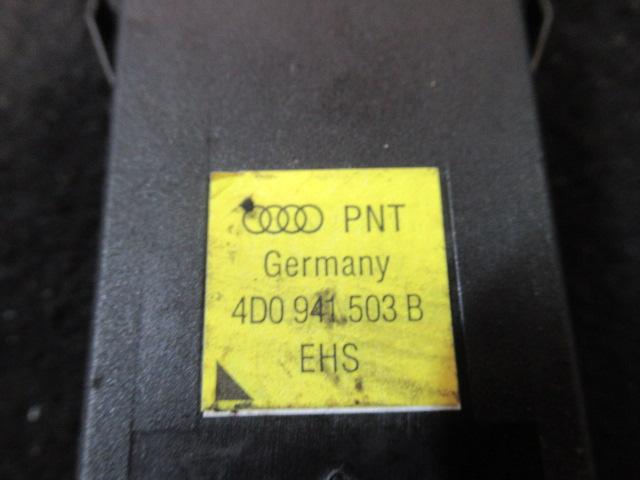 PNT
Germany
4D0 941 503 B
EHS